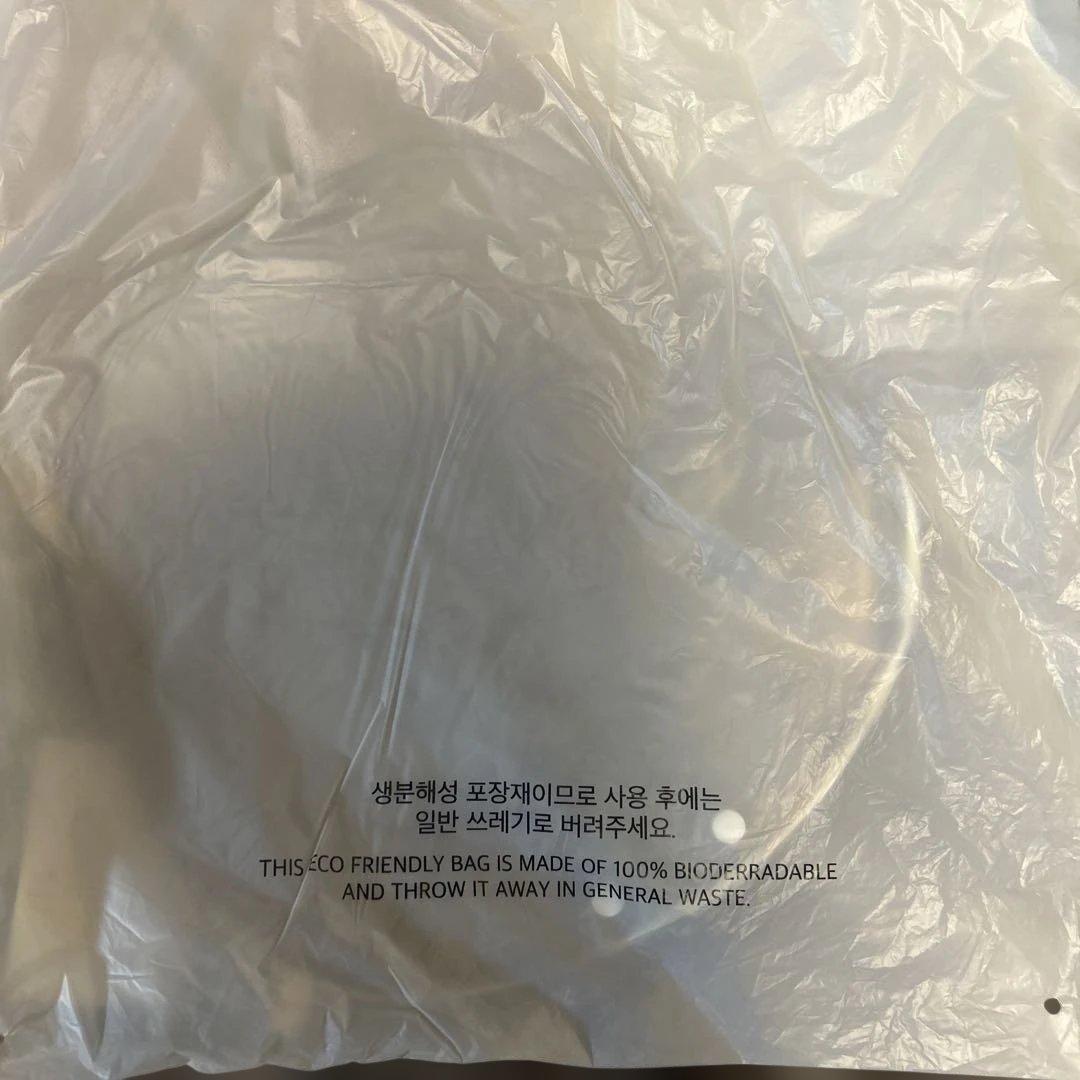 생분해성 포장재이므로 사용 후에는
일반 쓰레기로 버려주세요.
THIS ECO FRIENDLY BAG IS MADE OF 100% BIODERRADABLE
AND THROW IT AWAY IN GENERAL WASTE.